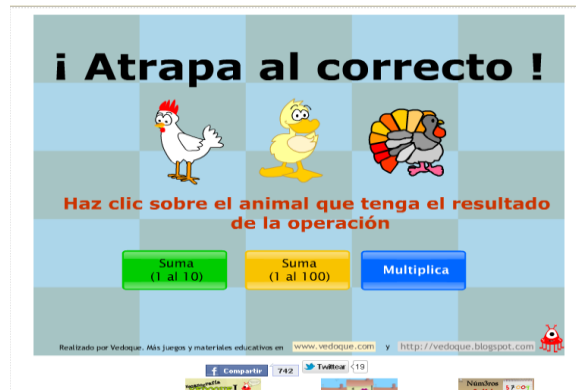 ¡ Atrapa al correcto !
Haz clic sobre el animal que tenga el resultado
de la operación
Suma
(1 al 10)
Suma
(1 al 100)
Multiplica
Realizado por Vedoque. Más juegos y materiales educativos en www.vedoque.com y http://vedoque.blogspot.com
Compartir 742 Twittear 19
Números